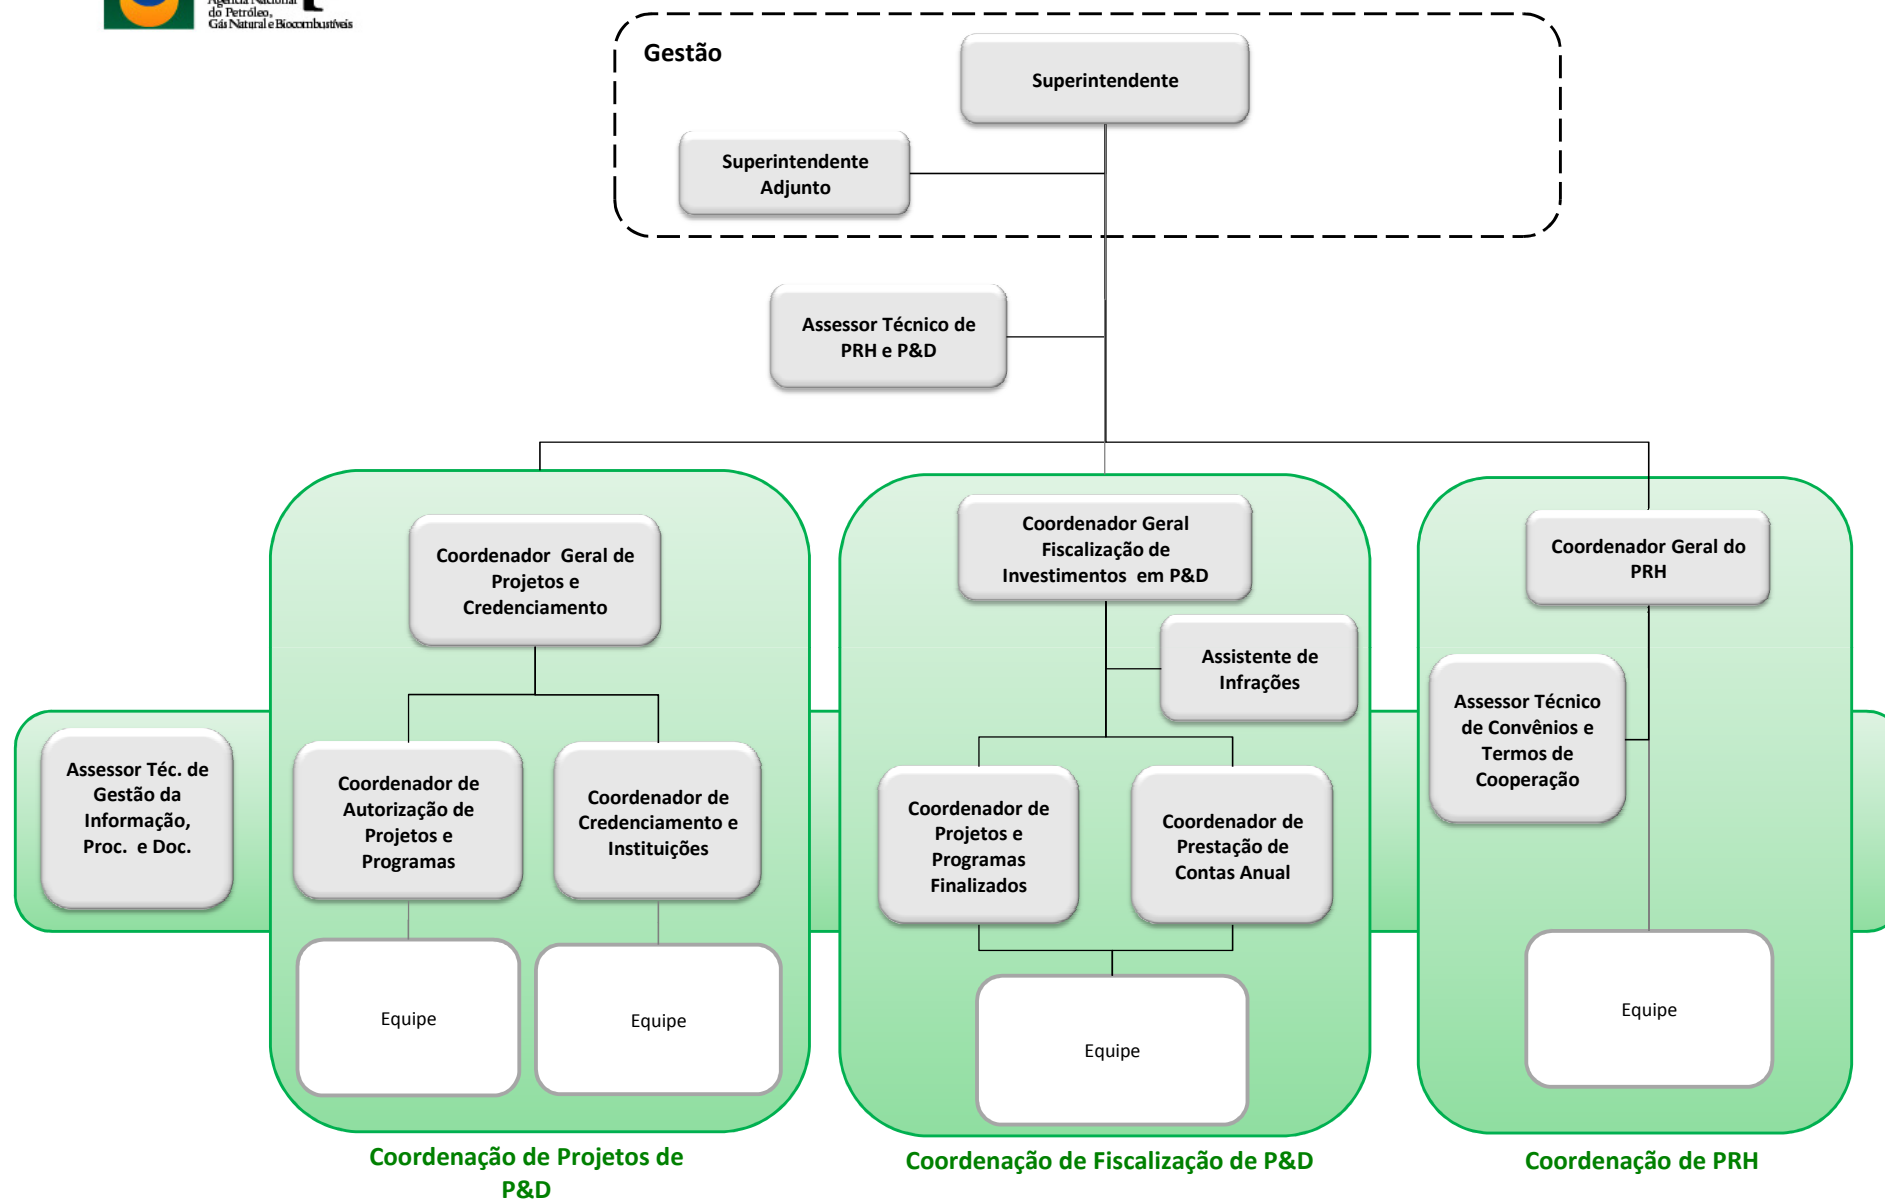 Agência Nacional
do Petróleo,
Gás Natural e Biocombustíveis
Gestão
Superintendente
Superintendente
Adjunto
Assessor Técnico de
PRH e P&D
Coordenador Geral de
Projetos e
Credenciamento
Coordenador Geral
Fiscalização de
Investimentos em P&D
Coordenador Geral do
PRH
Assistente de
Infrações
Assessor Técnico
de Convênios e
Termos de
Cooperação
Assessor Téc. de
Gestão da
Informação,
Proc. e Doc.
Coordenador de
Autorização de
Projetos e
Programas
Coordenador de
Credenciamento e
Instituições
Coordenador de
Projetos e
Programas
Finalizados
Coordenador de
Prestação de
Contas Anual
Equipe
Equipe
Equipe
Equipe
Coordenação de Projetos de
P&D
Coordenação de Fiscalização de P&D
Coordenação de PRH